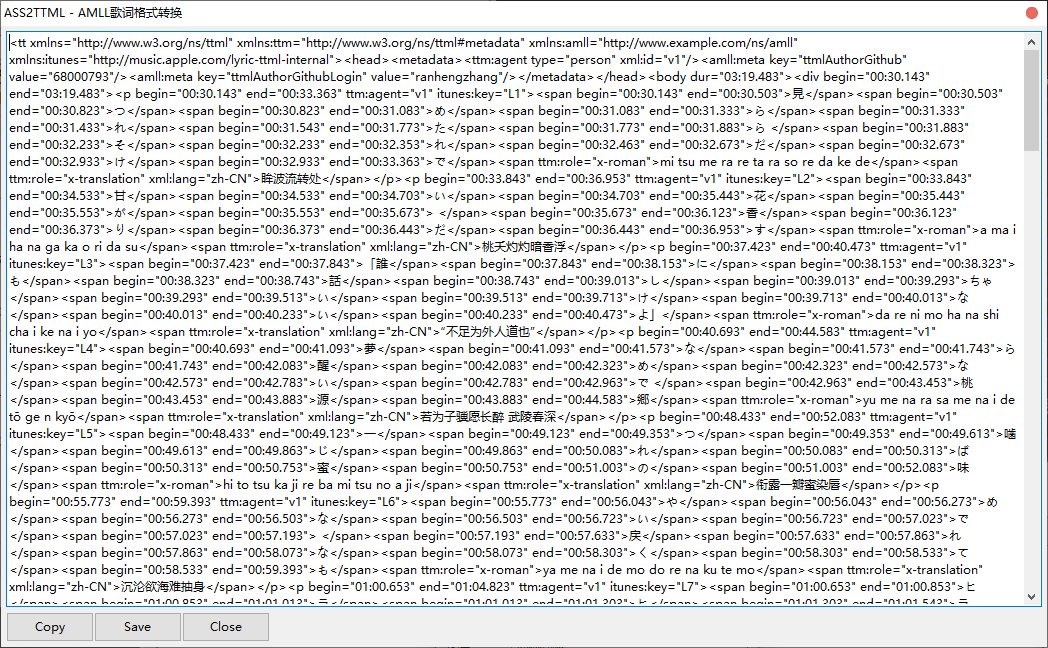 ASS2TTML - AMLL歌词格式转换
<tt xmlns="http://www.w3.org/ns/ttml" xmlns:ttm="http://www.w3.org/ns/ttml#metadata" xmlns:amll="http://www.example.com/ns/amll"
xmlns:itunes="http://music.apple.com/lyric-ttml-internal"><head><metadata><ttm:agent type="person" xml:id="v1"/><amll:meta key="ttmlAuthorGithub"
value="68000793"/><amll:meta key="ttmlAuthorGithubLogin" value="ranhengzhang"/></metadata></head><body dur="03:19.483"><div begin="00:30.143"
end="03:19.483"><p begin="00:30.143" end="00:33.363" ttm:agent="v1" itunes:key="L1"><span begin="00:30.143" end="00:30.503">見</span><span begin="00:30.503"
end="00:30.823">つ</span><span begin="00:30.823" end="00:31.083">め</span><span begin="00:31.083" end="00:31.333">ら</span><span begin="00:31.333"
end="00:31.433">れ</span><span begin="00:31.543" end="00:31.773">た</span><span begin="00:31.773" end="00:31.883">ら </span><span begin="00:31.883"
end="00:32.233">そ</span><span begin="00:32.233" end="00:32.353">れ</span><span begin="00:32.463" end="00:32.673">だ</span><span begin="00:32.673"
end="00:32.933">け</span><span begin="00:32.933" end="00:33.363">で</span><span ttm:role="x-roman">mi tsu me ra re ta ra so re da ke de</span><span
ttm:role="x-translation" xml:lang="zh-CN">眸波流转处</span></p><p begin="00:33.843" end="00:36.953" ttm:agent="v1" itunes:key="L2"><span begin="00:33.843"
end="00:34.533">甘</span><span begin="00:34.533" end="00:34.703">い</span><span begin="00:34.703" end="00:35.443">花</span><span begin="00:35.443"
end="00:35.553">が</span><span begin="00:35.553" end="00:35.673"> </span><span begin="00:35.673" end="00:36.123">香</span><span begin="00:36.123"
end="00:36.373">り</span><span begin="00:36.373" end="00:36.443">だ</span><span begin="00:36.443" end="00:36.953">す</span><span ttm:role="x-roman">a ma i
ha na ga ka o ri da su</span><span ttm:role="x-translation" xml:lang="zh-CN">桃夭灼灼暗香浮</span></p><p begin="00:37.423" end="00:40.473" ttm:agent="v1"
itunes:key="L3"><span begin="00:37.423" end="00:37.843">「誰</span><span begin="00:37.843" end="00:38.153">に</span><span begin="00:38.153" end="00:38.323">
も</span><span begin="00:38.323" end="00:38.743">話</span><span begin="00:38.743" end="00:39.013">し</span><span begin="00:39.013" end="00:39.293">ちゃ
</span><span begin="00:39.293" end="00:39.513">い</span><span begin="00:39.513" end="00:39.713">け</span><span begin="00:39.713" end="00:40.013">な
</span><span begin="00:40.013" end="00:40.233">い</span><span begin="00:40.233" end="00:40.473">よ」</span><span ttm:role="x-roman">da re ni mo ha na shi
cha i ke na i yo</span><span ttm:role="x-translation" xml:lang="zh-CN">“不足为外人道也”</span></p><p begin="00:40.693" end="00:44.583" ttm:agent="v1"
itunes:key="L4"><span begin="00:40.693" end="00:41.093">夢</span><span begin="00:41.093" end="00:41.573">な</span><span begin="00:41.573" end="00:41.743">ら
</span><span begin="00:41.743" end="00:42.083">醒</span><span begin="00:42.083" end="00:42.323">め</span><span begin="00:42.323" end="00:42.573">な
</span><span begin="00:42.573" end="00:42.783">い</span><span begin="00:42.783" end="00:42.963">で </span><span begin="00:42.963" end="00:43.453">桃
</span><span begin="00:43.453" end="00:43.883">源</span><span begin="00:43.883" end="00:44.583">郷</span><span ttm:role="x-roman">yu me na ra sa me na i de
tō ge n kyō</span><span ttm:role="x-translation" xml:lang="zh-CN">若为子骥愿长醉 武陵春深</span></p><p begin="00:48.433" end="00:52.083" ttm:agent="v1"
itunes:key="L5"><span begin="00:48.433" end="00:49.123">一</span><span begin="00:49.123" end="00:49.353">つ</span><span begin="00:49.353" end="00:49.613">噛
</span><span begin="00:49.613" end="00:49.863">じ</span><span begin="00:49.863" end="00:50.083">れ</span><span begin="00:50.083" end="00:50.313">ば
</span><span begin="00:50.313" end="00:50.753">蜜</span><span begin="00:50.753" end="00:51.003">の</span><span begin="00:51.003" end="00:52.083">味
</span><span ttm:role="x-roman">hi to tsu ka ji re ba mi tsu no a ji</span><span ttm:role="x-translation" xml:lang="zh-CN">衔露一瓣蜜染唇</span></p><p
begin="00:55.773" end="00:59.393" ttm:agent="v1" itunes:key="L6"><span begin="00:55.773" end="00:56.043">や</span><span begin="00:56.043" end="00:56.273">め
</span><span begin="00:56.273" end="00:56.503">な</span><span begin="00:56.503" end="00:56.723">い</span><span begin="00:56.723" end="00:57.023">で
</span><span begin="00:57.023" end="00:57.193"> </span><span begin="00:57.193" end="00:57.633">戻</span><span begin="00:57.633" end="00:57.863">れ
</span><span begin="00:57.863" end="00:58.073">な</span><span begin="00:58.073" end="00:58.303">く</span><span begin="00:58.303" end="00:58.533">て
</span><span begin="00:58.533" end="00:59.393">も</span><span ttm:role="x-roman">ya me na i de mo do re na ku te mo</span><span ttm:role="x-translation"
xml:lang="zh-CN">沉沦欲海难抽身</span></p><p begin="01:00.653" end="01:04.823" ttm:agent="v1" itunes:key="L7"><span begin="01:00.653" end="01:00.853">ヒ
</span><span begin="01:00.853" end="01:01.013">ラ</span><span begin="01:01.013" end="01:01.303">ヒ</span><span begin="01:01.303" end="01:01.543">ラ
Copy
Save
Close